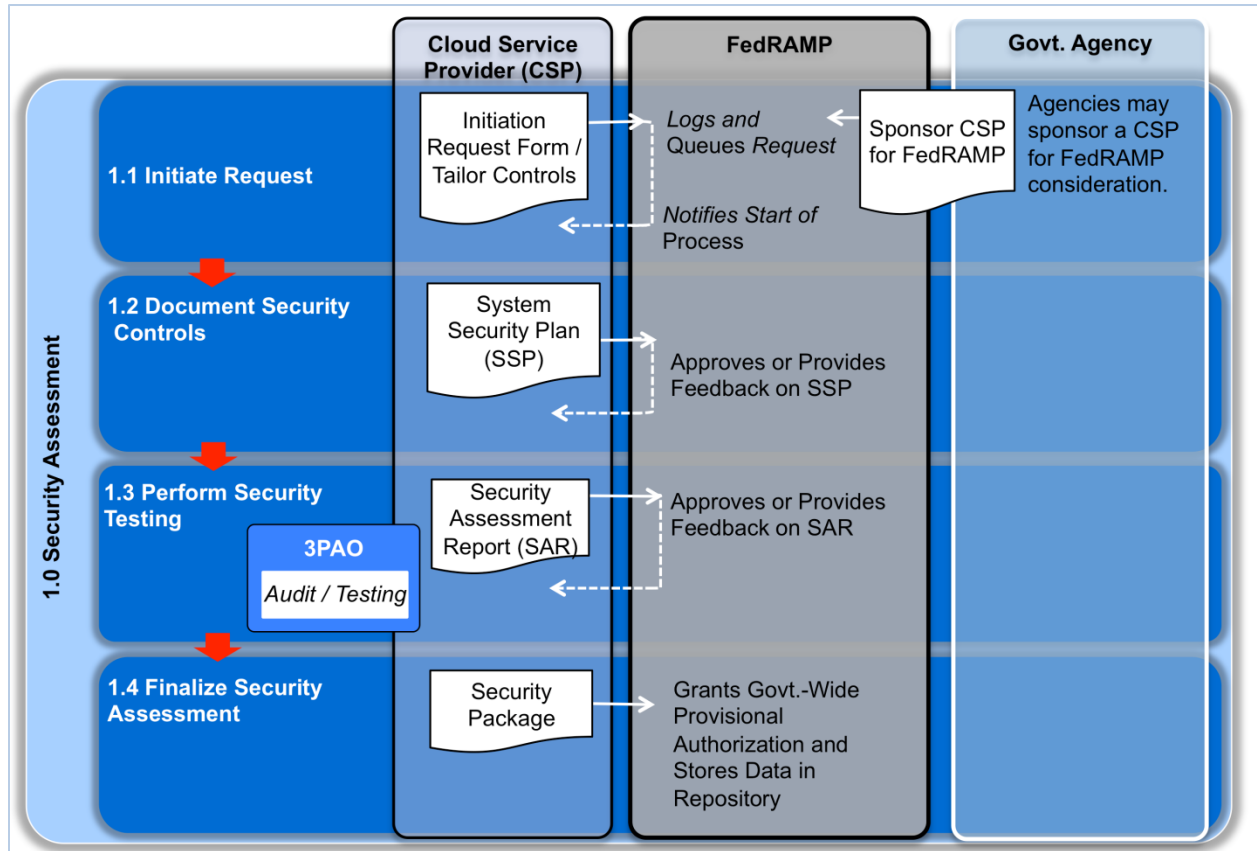 Cloud Service
Provider (CSP)
FedRAMP
Govt. Agency
1.0 Security Assessment
1.1 Initiate Request
Initiation
Request Form /
Tailor Controls
Logs and
Queues Request
Notifies Start of
Process
Sponsor CSP
for FedRAMP
Agencies may
sponsor a CSP
for FedRAMP
consideration.
1.2 Document Security
Controls
System
Security Plan
(SSP)
Approves or Provides
Feedback on SSP
1.3 Perform Security
Testing
3PAO
Audit / Testing
Security
Assessment
Report (SAR)
Approves or Provides
Feedback on SAR
1.4 Finalize Security
Assessment
Security
Package
Grants Govt.-Wide
Provisional
Authorization and
Stores Data in
Repository